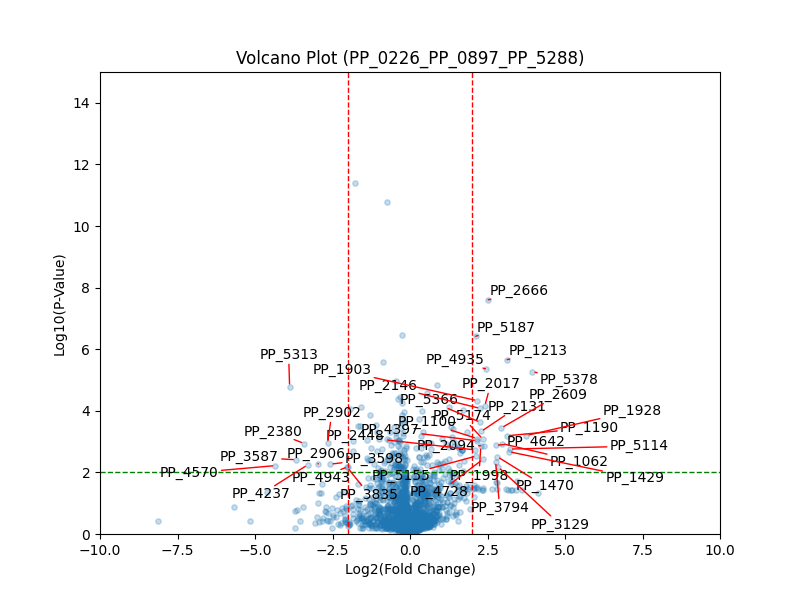 Volcano Plot (PP_0226_PP_0897_PP_5288)
14
12
10
8
6
4
2
0
Log10(P-Value)
PP_2666
PP_5187
PP_1213
PP_5313
PP_4935
PP_1903
PP_5378
PP_2146
PP_2017
PP_2609
PP_5366
PP_2131
PP_2902
PP_5174
PP_1928
PP_1100
PP_2380
PP_2448
PP_4397
PP_1190
PP_4642
PP_2094
PP_5114
PP_3587
PP_2906
PP_3598
PP_1062
PP_4570
PP_4943
PP_5155
PP_1998
PP_1429
PP_4237
PP_3835
PP_4728
PP_1470
PP_3794
PP_3129
−10.0
−7.5
−5.0
−2.5
0.0
2.5
5.0
7.5
10.0
Log2(Fold Change)